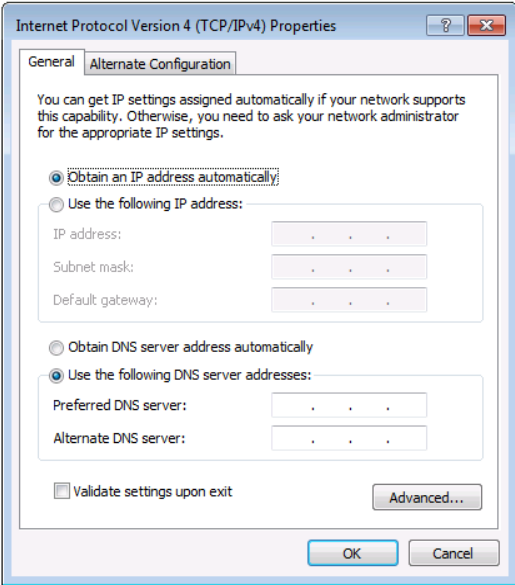 Internet Protocol Version 4 (TCP/IPv4) Properties
General
Alternate Configuration
You can get IP settings assigned automatically if your network supports
this capability. Otherwise, you need to ask your network administrator
for the appropriate IP settings.
Obtain an IP address automatically
Use the following IP address:
IP address:
Subnet mask:
Default gateway:
Obtain DNS server address automatically
Use the following DNS server addresses:
Preferred DNS server:
Alternate DNS server:
Validate settings upon exit
Advanced...
OK
Cancel